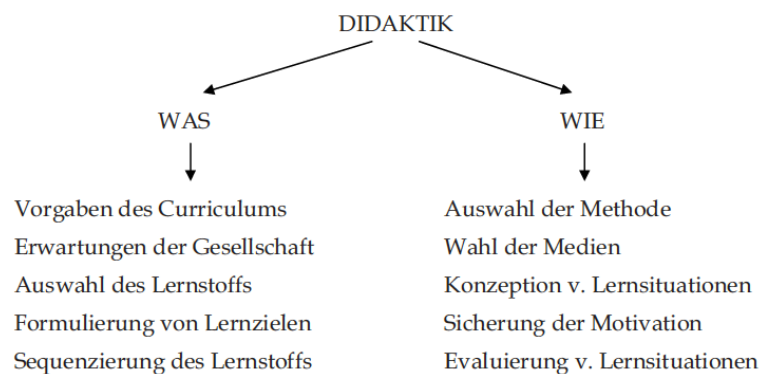 DIDAKTIK
WAS
WIE
Vorgaben des Curriculums
Erwartungen der Gesellschaft
Auswahl des Lernstoffs
Formulierung von Lernzielen
Sequenzierung des Lernstoffs
Auswahl der Methode
Wahl der Medien
Konzeption v. Lernsituationen
Sicherung der Motivation
Evaluierung v. Lernsituationen